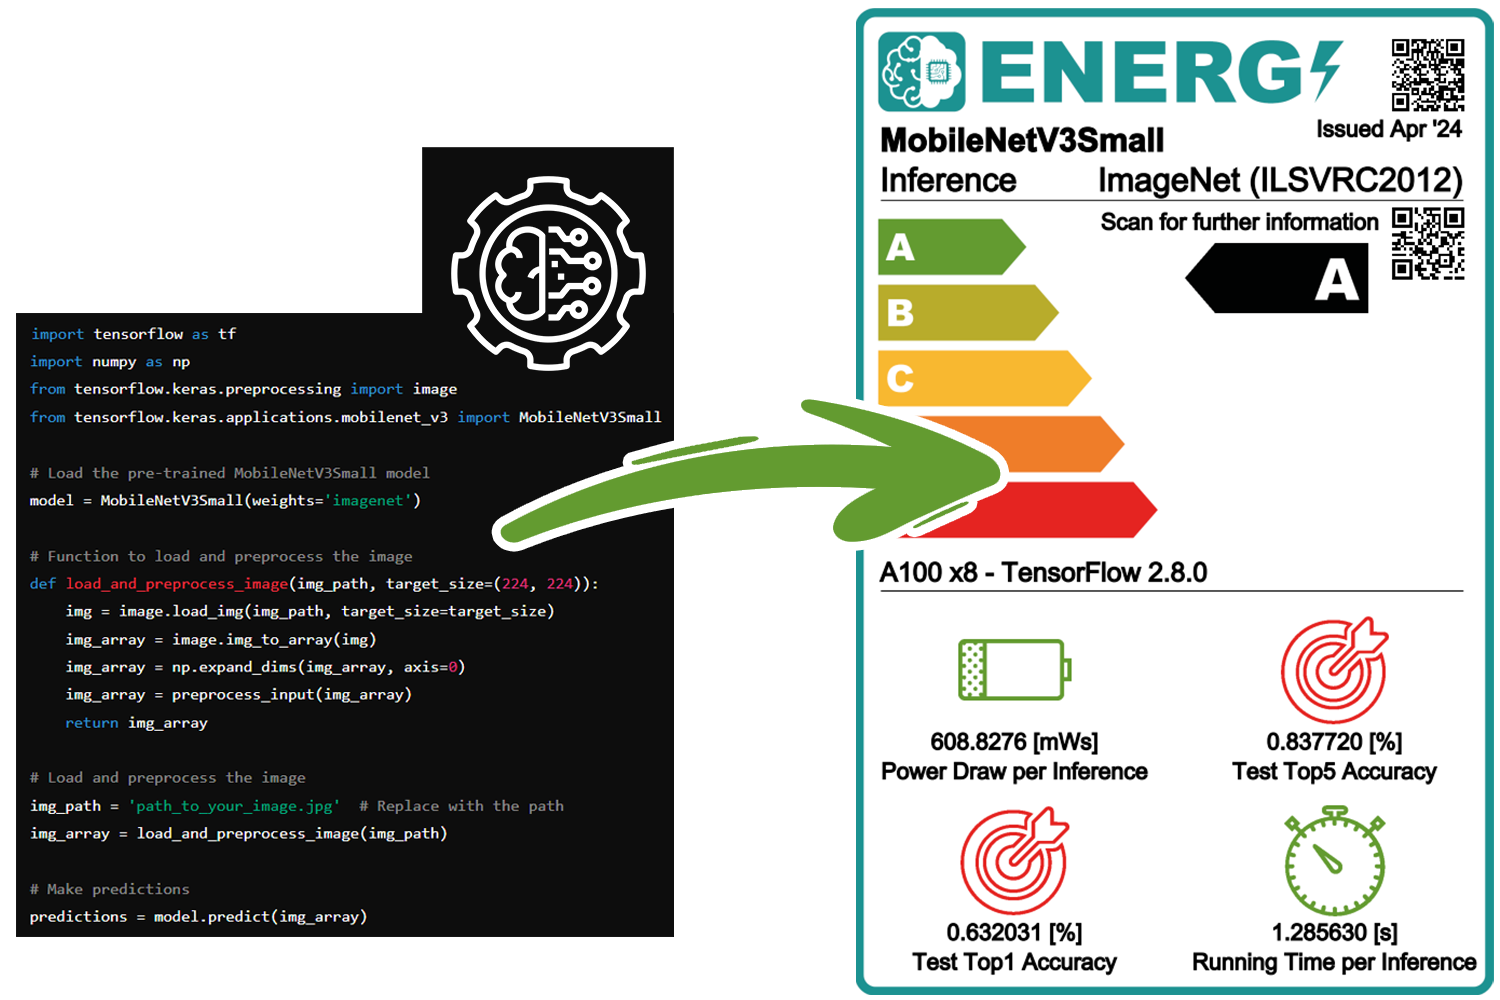 import tensorflow as tf
import numpy as np
from tensorflow.keras.preprocessing import image
from tensorflow.keras.applications.mobilenet_v3 import MobileNetV3Small
# Load the pre-trained MobileNetV3Small model
model = MobileNetV3Small(weights='imagenet')
# Function to load and preprocess the image
def load_and_preprocess_image(img_path, target_size=(224, 224)):
    img = image.load_img(img_path, target_size=target_size)
    img_array = image.img_to_array(img)
    img_array = np.expand_dims(img_array, axis=0)
    img_array = preprocess_input(img_array)
    return img_array
# Load and preprocess the image
img_path = 'path_to_your_image.jpg'  # Replace with the path
img_array = load_and_preprocess_image(img_path)
# Make predictions
predictions = model.predict(img_array)
ENERG
Issued Apr '24
MobileNetV3Small
Inference ImageNet (ILSVRC2012)
Scan for further information
A
A
B
C
A100 x8 - TensorFlow 2.8.0
608.8276 [mWs]
Power Draw per Inference
0.837720 [%]
Test Top5 Accuracy
0.632031 [%]
Test Top1 Accuracy
1.285630 [s]
Running Time per Inference